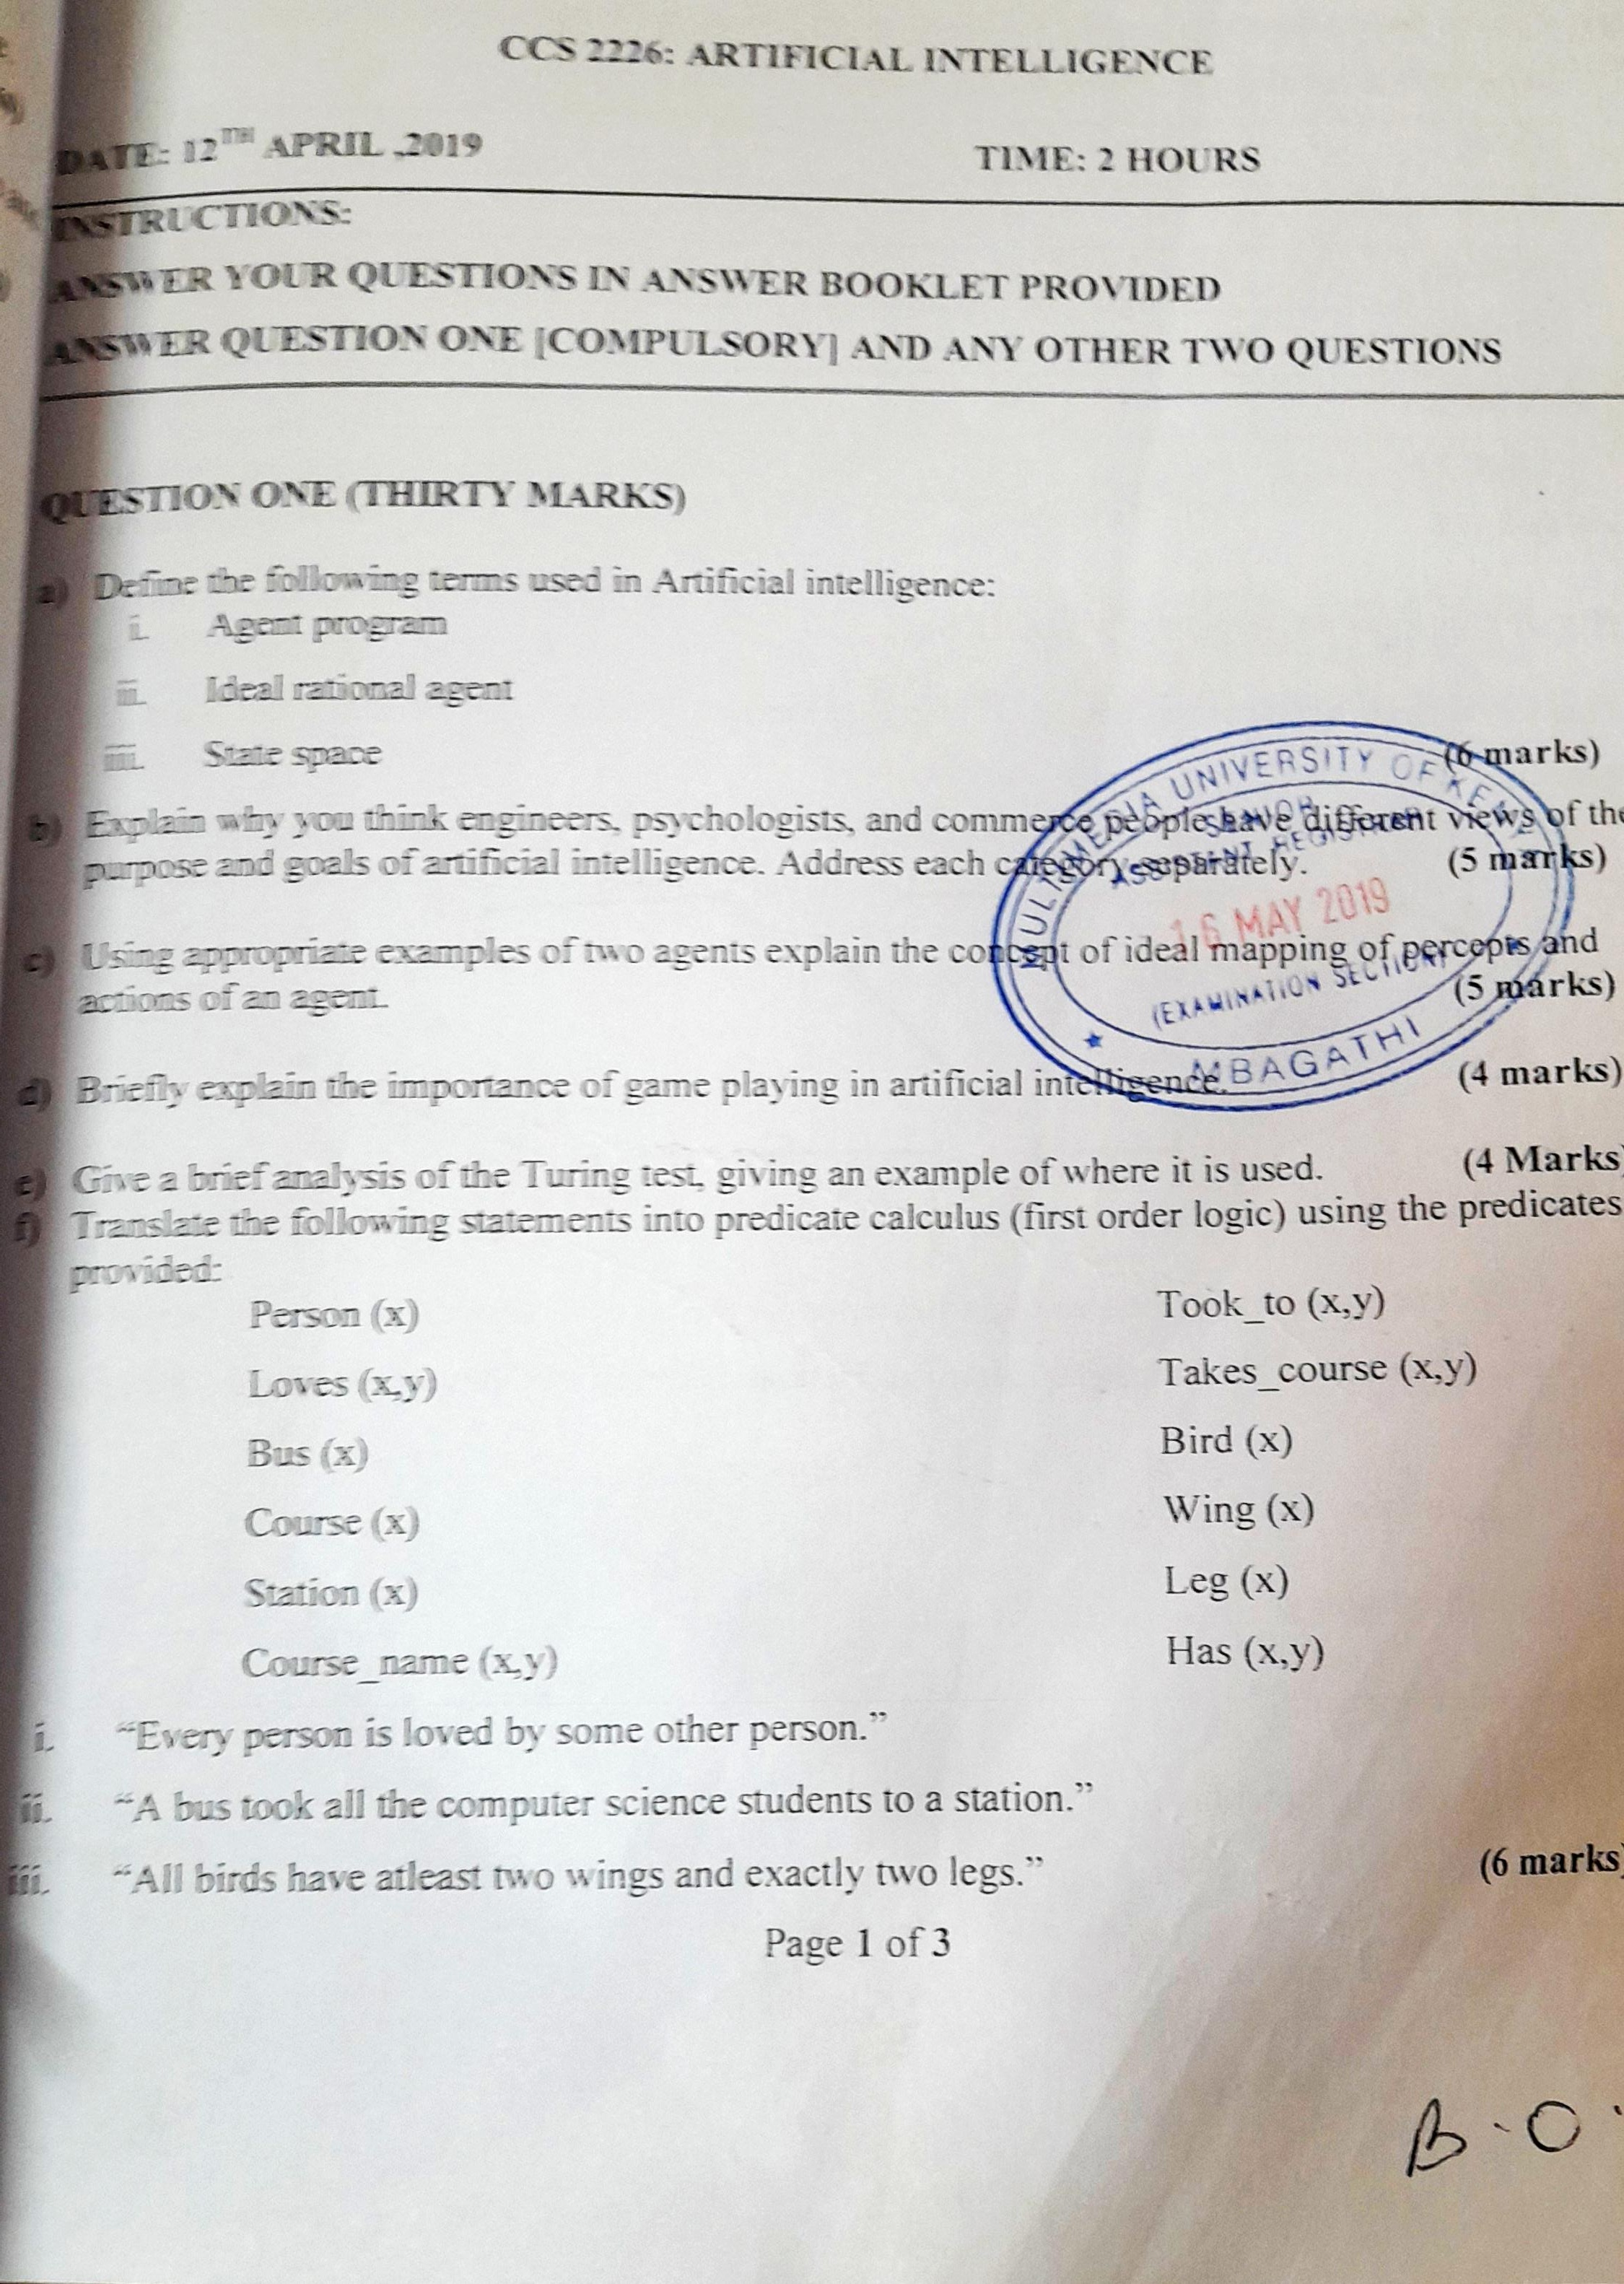 CCS 2226: ARTIFICIAL INTELLIGENCE
DATE: 12TH APRIL ,2019 TIME: 2 HOURS
INSTRUCTIONS:
ANSWER YOUR QUESTIONS IN ANSWER BOOKLET PROVIDED
ANSWER QUESTION ONE [COMPULSORY] AND ANY OTHER TWO QUESTIONS
QUESTION ONE (THIRTY MARKS)
a) Define the following terms used in Artificial intelligence:
i. Agent program
ii. Ideal rational agent
iii. State space (6 marks)
b) Explain why you think engineers, psychologists, and commerce people have different views of the
purpose and goals of artificial intelligence. Address each category separately. (5 marks)
c) Using appropriate examples of two agents explain the concept of ideal mapping of percepts and
actions of an agent. (5 marks)
d) Briefly explain the importance of game playing in artificial intelligence. (4 marks)
e) Give a brief analysis of the Turing test, giving an example of where it is used. (4 Marks)
f) Translate the following statements into predicate calculus (first order logic) using the predicates
provided:
Person (x) Took_to (x,y)
Loves (x,y) Takes_course (x,y)
Bus (x) Bird (x)
Course (x) Wing (x)
Station (x) Leg (x)
Course_name (x,y) Has (x,y)
i. “Every person is loved by some other person.”
ii. “A bus took all the computer science students to a station.”
iii. “All birds have atleast two wings and exactly two legs.” (6 marks)
Page 1 of 3
MULTIMEDIA UNIVERSITY OF KENYA
SENIOR
ASSISTANT REGISTRAR
16 MAY 2019
(EXAMINATION SECTION)
MBAGATHI
B.O.